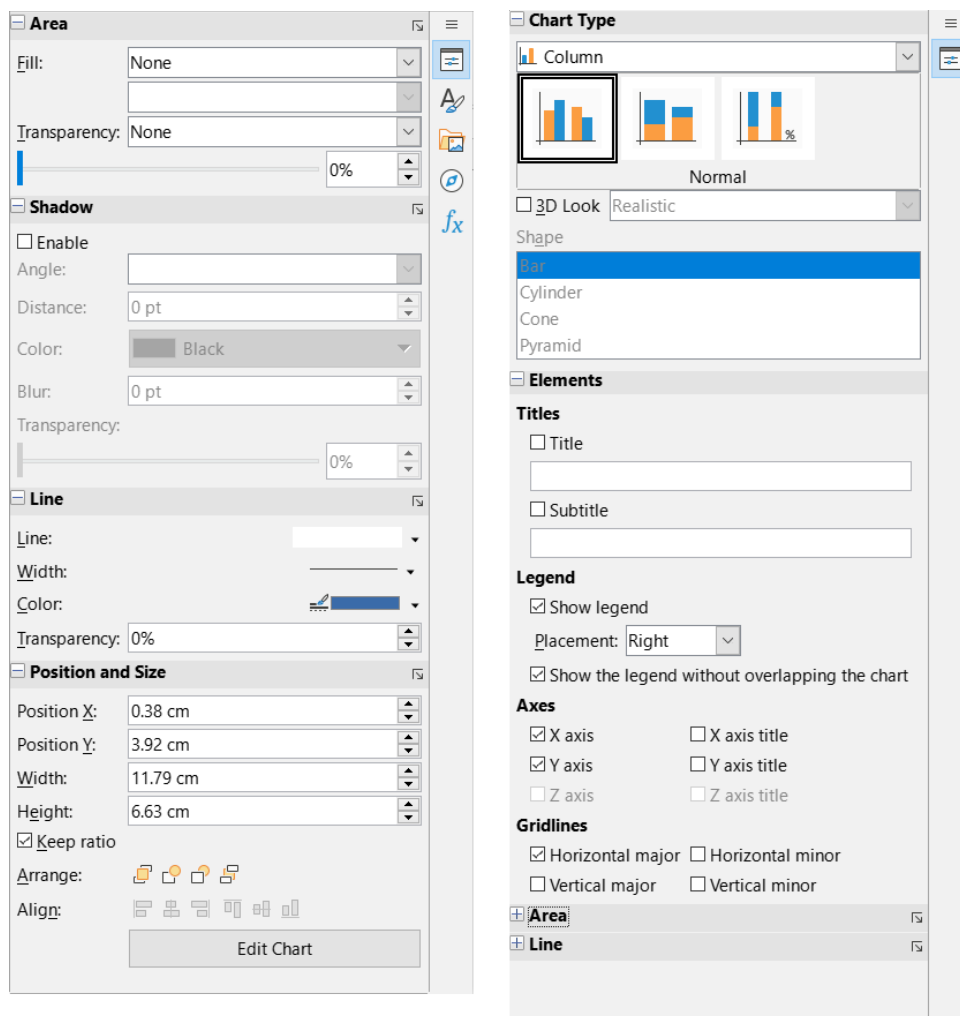 Area
Fill: None
Transparency: None
0%
Shadow
Enable
Angle:
Distance: 0 pt
Color: Black
Blur: 0 pt
Transparency:
0%
Line
Line:
Width:
Color:
Transparency: 0%
Position and Size
Position X: 0.38 cm
Position Y: 3.92 cm
Width: 11.79 cm
Height: 6.63 cm
Keep ratio
Arrange:
Align:
Edit Chart
fx
Chart Type
Column
%
Normal
3D Look Realistic
Shape
Bar
Cylinder
Cone
Pyramid
Elements
Titles
Title
Subtitle
Legend
Show legend
Placement: Right
Show the legend without overlapping the chart
Axes
X axis X axis title
Y axis Y axis title
Z axis Z axis title
Gridlines
Horizontal major Horizontal minor
Vertical major Vertical minor
Area
Line